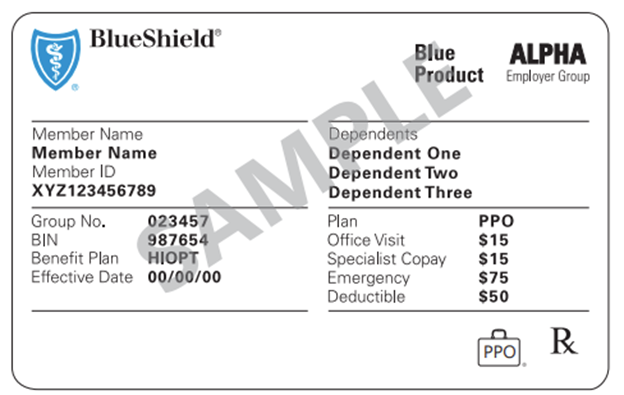 BlueShield®
Blue
Product
ALPHA
Employer Group
SAMPLE
Member Name
Member Name
Member ID
XYZ123456789
Dependents
Dependent One
Dependent Two
Dependent Three
Group No. 023457
BIN 987654
Benefit Plan HIOPT
Effective Date 00/00/00
Plan PPO
Office Visit $15
Specialist Copay $15
Emergency $75
Deductible $50
PPO®
Rx